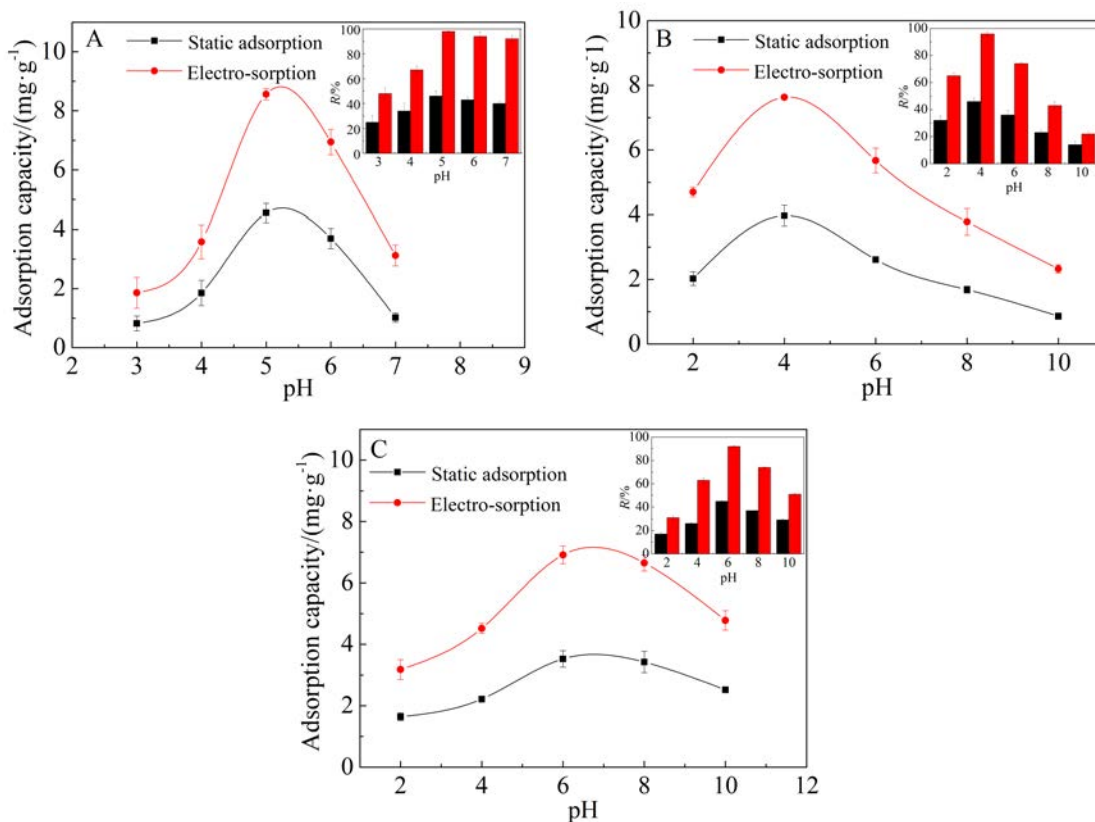 A
Static adsorption
Electro-sorption
Adsorption capacity/(mg·g⁻¹)
10
8
6
4
2
0
2 3 4 5 6 7 8 9
pH
R/%
100
80
60
40
20
0
3 4 5 6 7
pH
B
Static adsorption
Electro-sorption
Adsorption capacity/(mg·g⁻1)
10
8
6
4
2
0
2 4 6 8 10
pH
R/%
100
80
60
40
20
0
2 4 6 8 10
pH
C
Static adsorption
Electro-sorption
Adsorption capacity/(mg·g⁻¹)
10
8
6
4
2
0
2 4 6 8 10 12
pH
R/%
100
80
60
40
20
0
2 4 6 8 10
pH